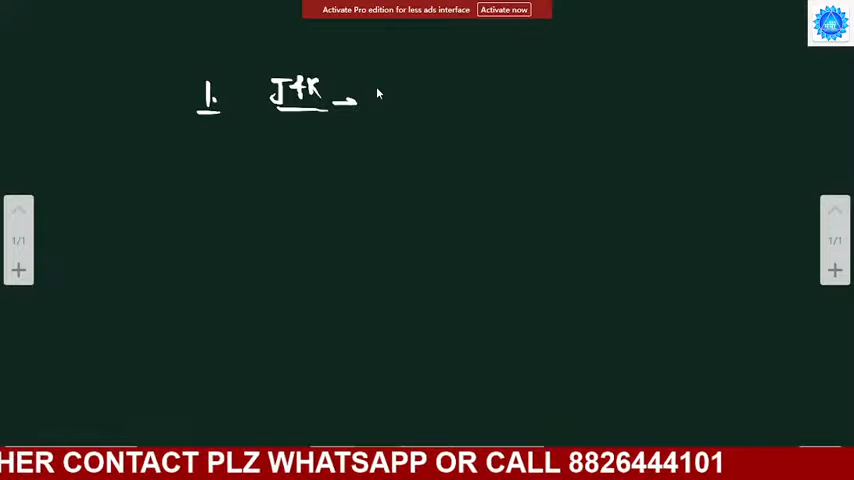 Activate Pro edition for less ads interface Activate now
1. J&K →
1/1 1/1
HER CONTACT PLZ WHATSAPP OR CALL 8826444101